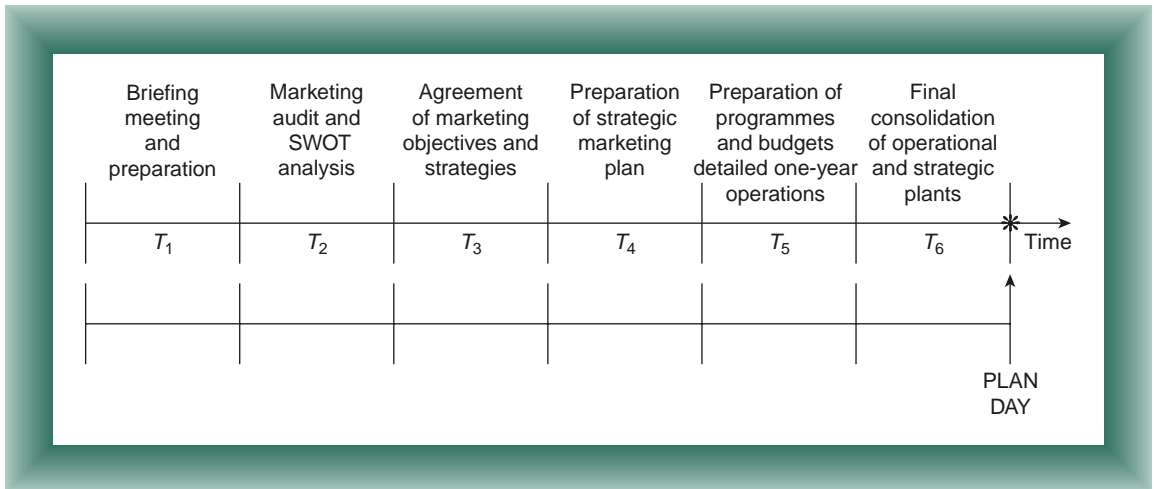 Briefing
meeting
and
preparation
Marketing
audit and
SWOT
analysis
Agreement
of marketing
objectives and
strategies
Preparation
of strategic
marketing
plan
Preparation of
programmes
and budgets
detailed one-year
operations
Final
consolidation
of operational
and strategic
plants
T1
T2
T3
T4
T5
T6
Time
PLAN
DAY